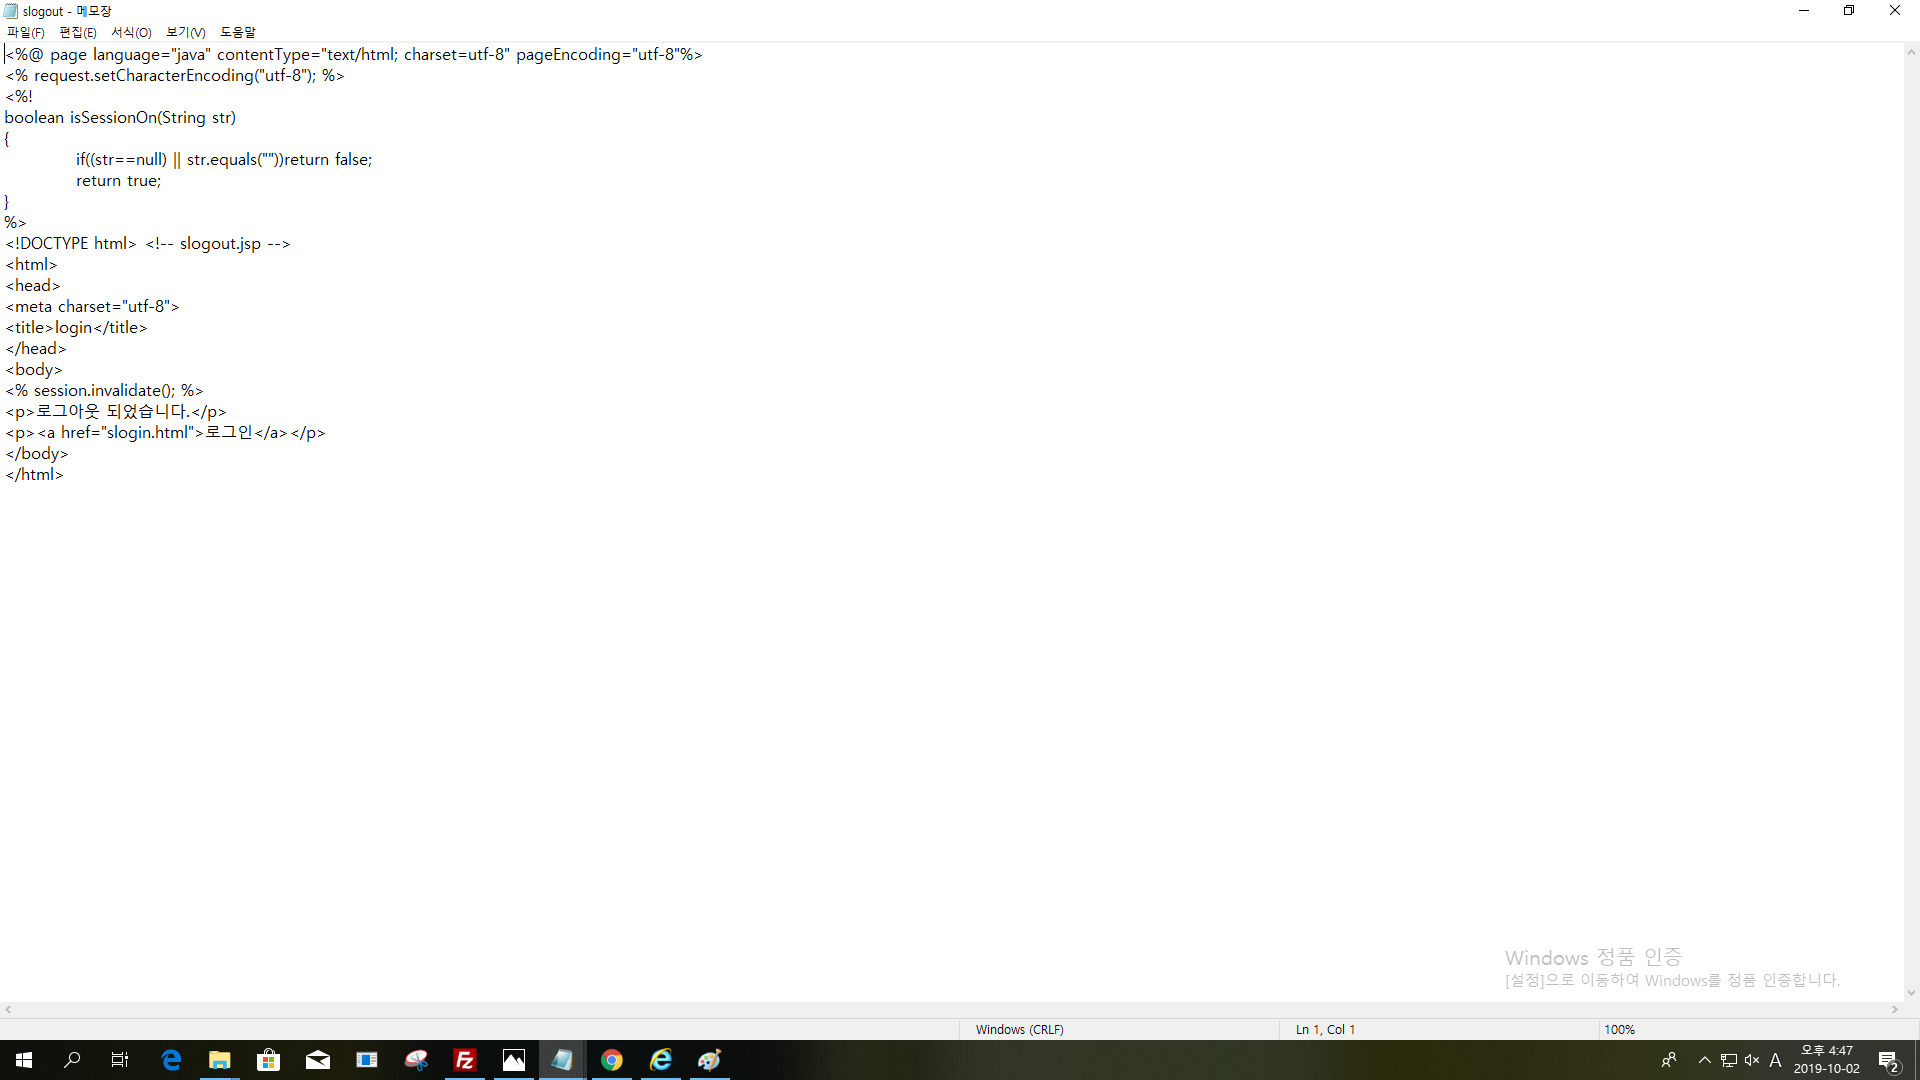 slogout - 메모장
파일(F) 편집(E) 서식(O) 보기(V) 도움말
<%@ page language="java" contentType="text/html; charset=utf-8" pageEncoding="utf-8"%>
<% request.setCharacterEncoding("utf-8"); %>
<%!
boolean isSessionOn(String str)
{
	if((str==null) || str.equals(""))return false;
	return true;
}
%>
<!DOCTYPE html> <!-- slogout.jsp -->
<html>
<head>
<meta charset="utf-8">
<title>login</title>
</head>
<body>
<% session.invalidate(); %>
<p>로그아웃 되었습니다.</p>
<p><a href="slogin.html">로그인</a></p>
</body>
</html>
Windows 정품 인증
[설정]으로 이동하여 Windows를 정품 인증합니다.
Windows (CRLF) Ln 1, Col 1 100%
A 오후 4:47
2019-10-02
2